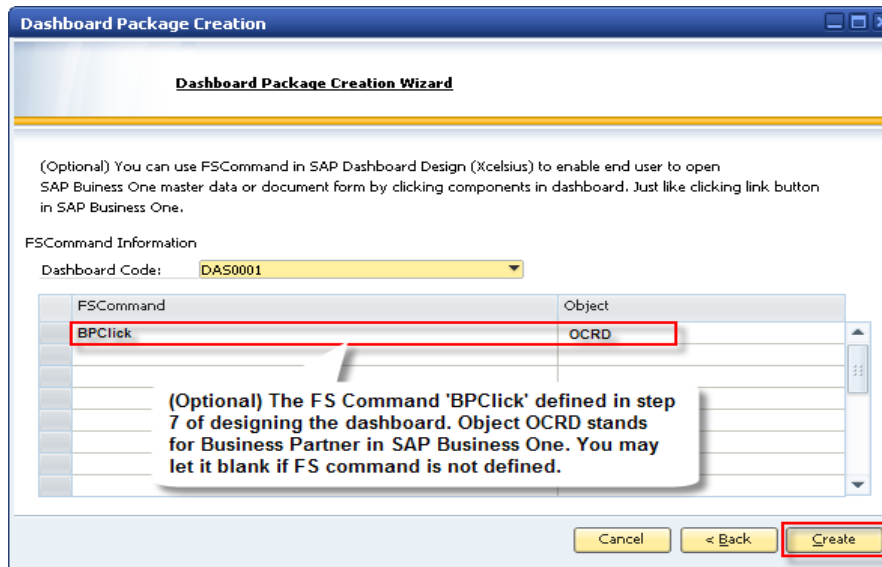 Dashboard Package Creation
Dashboard Package Creation Wizard
(Optional) You can use FSCommand in SAP Dashboard Design (Xcelsius) to enable end user to open
SAP Buiness One master data or document form by clicking components in dashboard. Just like clicking link button
in SAP Business One.
FSCommand Information
Dashboard Code: DAS0001
FSCommand Object
BPClick OCRD
(Optional) The FS Command 'BPClick' defined in step
7 of designing the dashboard. Object OCRD stands
for Business Partner in SAP Business One. You may
let it blank if FS command is not defined.
Cancel < Back Create